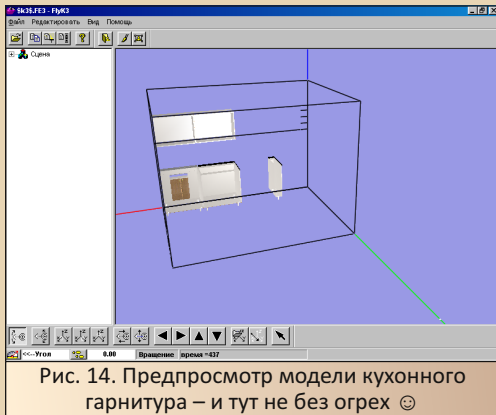 $k3$.FE3 - FlyK3
Файл Редактировать Вид Помощь
Сцена
<<--Угол 0.00 Вращение время =437
Рис. 14. Предпросмотр модели кухонного
гарнитура – и тут не без огрех ☺